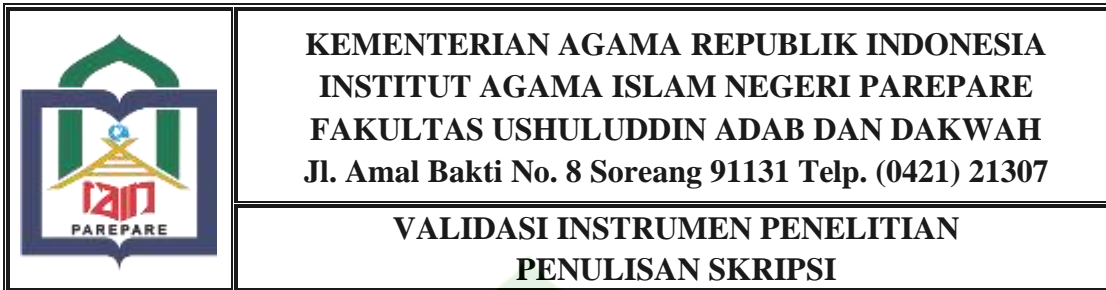 KEMENTERIAN AGAMA REPUBLIK INDONESIA
INSTITUT AGAMA ISLAM NEGERI PAREPARE
FAKULTAS USHULUDDIN ADAB DAN DAKWAH
Jl. Amal Bakti No. 8 Soreang 91131 Telp. (0421) 21307
iain
PAREPARE
VALIDASI INSTRUMEN PENELITIAN
PENULISAN SKRIPSI